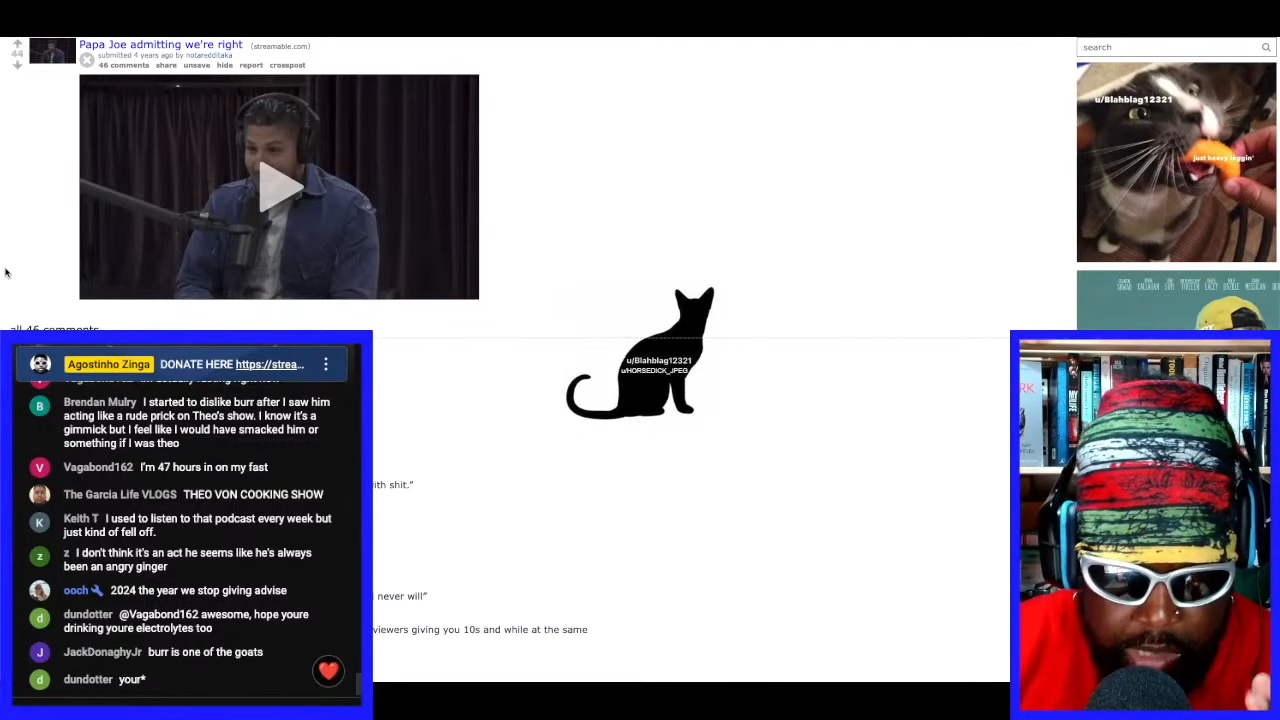 Papa Joe admitting we're right (streamable.com)
44
submitted 4 years ago by notaredditaka
46 comments share unsave hide report crosspost
search
u/Blahblag12321
just heavy leggin'
all 46 comments
u/Blahblag12321
u/HORSEDICK_JPEG
ith shit."
never will"
viewers giving you 10s and while at the same
Agostinho Zinga DONATE HERE https://strea...
Brendan Mulry I started to dislike burr after I saw him
acting like a rude prick on Theo's show. I know it's a
gimmick but I feel like I would have smacked him or
something if I was theo
Vagabond162 I'm 47 hours in on my fast
The Garcia Life VLOGS THEO VON COOKING SHOW
Keith T I used to listen to that podcast every week but
just kind of fell off.
z I don't think it's an act he seems like he's always
been an angry ginger
ooch 2024 the year we stop giving advise
dundotter @Vagabond162 awesome, hope youre
drinking youre electrolytes too
JackDonaghyJr burr is one of the goats
dundotter your*